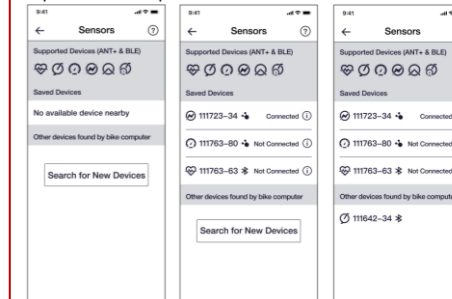 9:41
Sensors
Supported Devices (ANT+ & BLE)
Saved Devices
No available device nearby
Other devices found by bike computer
Search for New Devices
9:41
Sensors
Supported Devices (ANT+ & BLE)
Saved Devices
111723-34 Connected
111763-80 Not Connected
111763-63 Not Connected
Other devices found by bike computer
Search for New Devices
9:41
Sensors
Supported Devices (ANT+ & BLE)
Saved Devices
111723-34 Connected
111763-80 Not Connected
111763-63 Not Connected
Other devices found by bike
111642-34